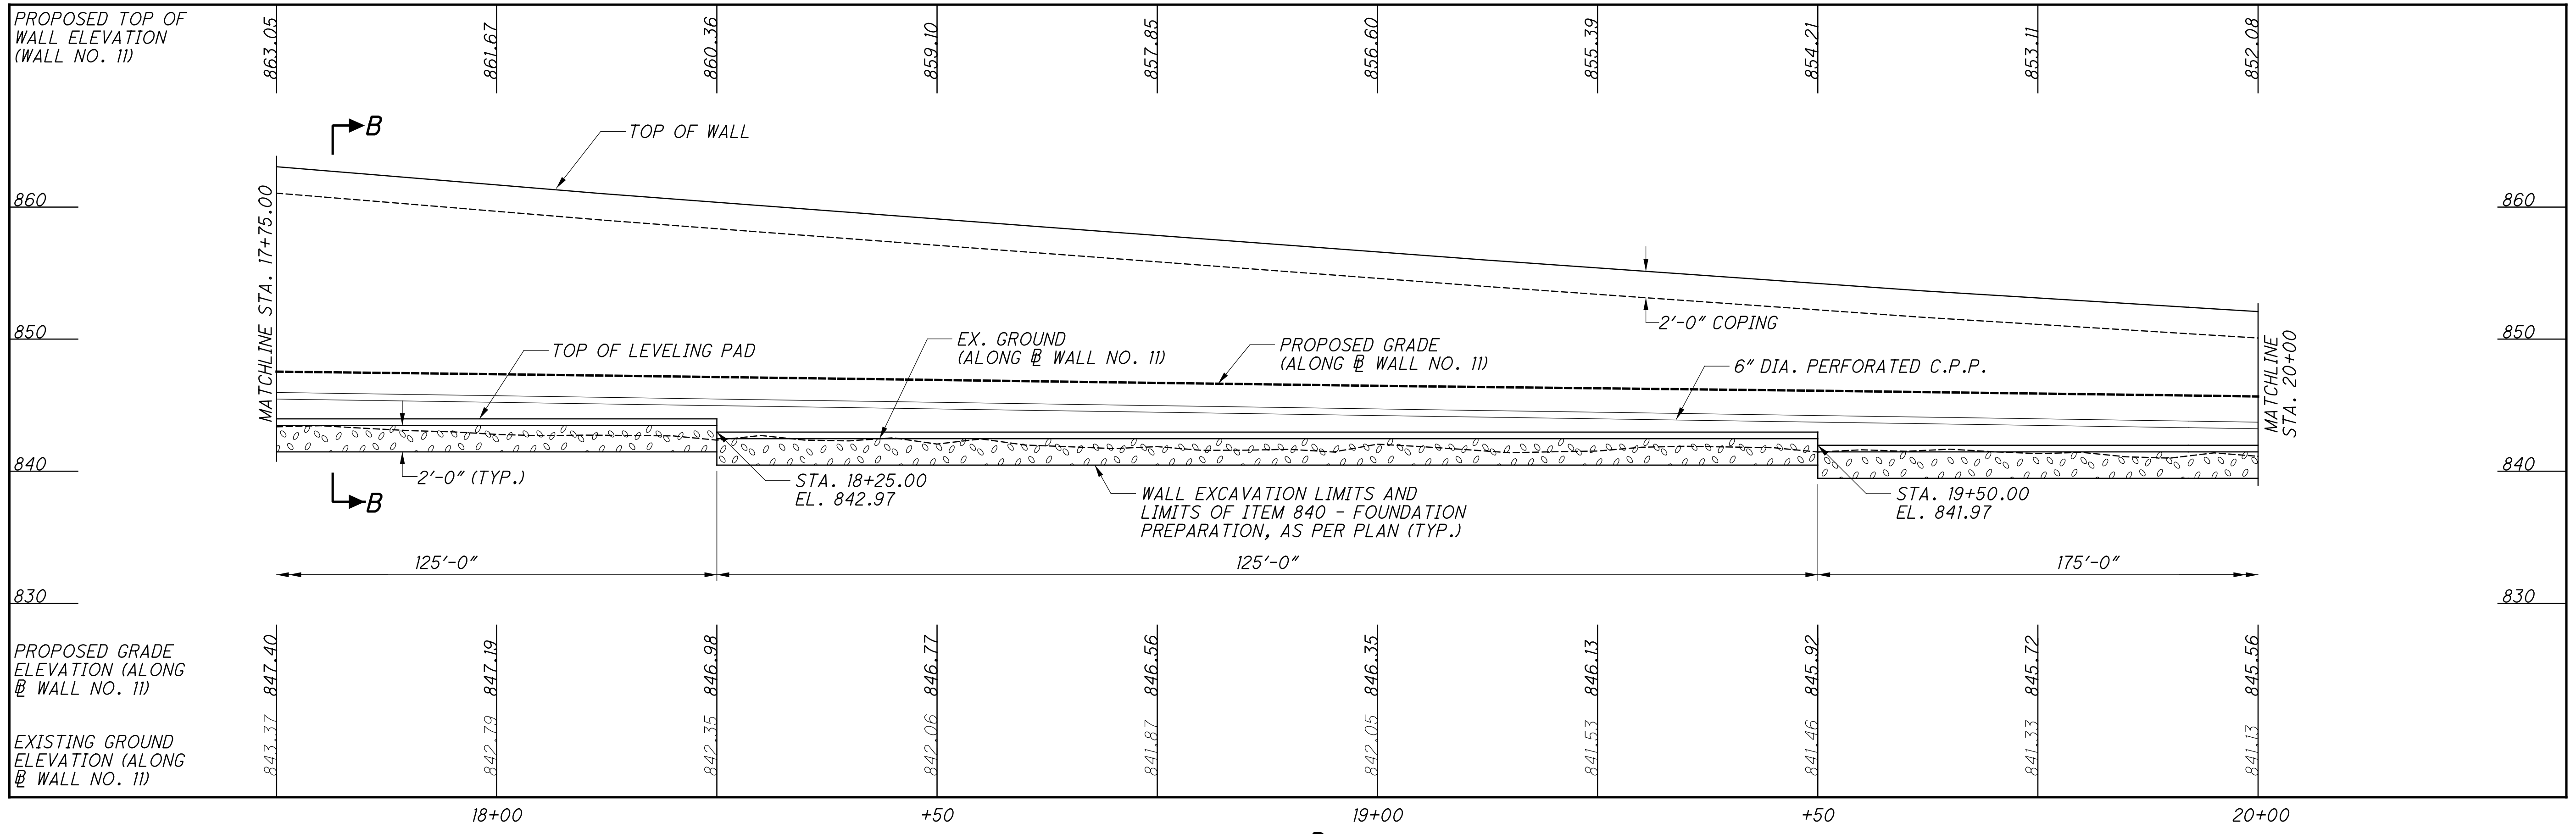 PROPOSED TOP OF
WALL ELEVATION
(WALL NO. 11)
863.05
861.67
860.36
859.10
857.85
856.60
855.39
854.21
853.11
852.08
B
TOP OF WALL
860
860
MATCHLINE STA. 17+75.00
2'-0" COPING
850
850
TOP OF LEVELING PAD
EX. GROUND
(ALONG ⅊ WALL NO. 11)
PROPOSED GRADE
(ALONG ⅊ WALL NO. 11)
6" DIA. PERFORATED C.P.P.
MATCHLINE
STA. 20+00
840
840
2'-0" (TYP.)
B
STA. 18+25.00
EL. 842.97
WALL EXCAVATION LIMITS AND
LIMITS OF ITEM 840 - FOUNDATION
PREPARATION, AS PER PLAN (TYP.)
STA. 19+50.00
EL. 841.97
125'-0"
125'-0"
175'-0"
830
830
PROPOSED GRADE
ELEVATION (ALONG
⅊ WALL NO. 11)
847.40
847.19
846.98
846.77
846.56
846.35
846.13
845.92
845.72
845.56
EXISTING GROUND
ELEVATION (ALONG
⅊ WALL NO. 11)
843.37
842.79
842.35
842.06
841.87
842.05
841.53
841.46
841.33
841.13
18+00
+50
19+00
+50
20+00